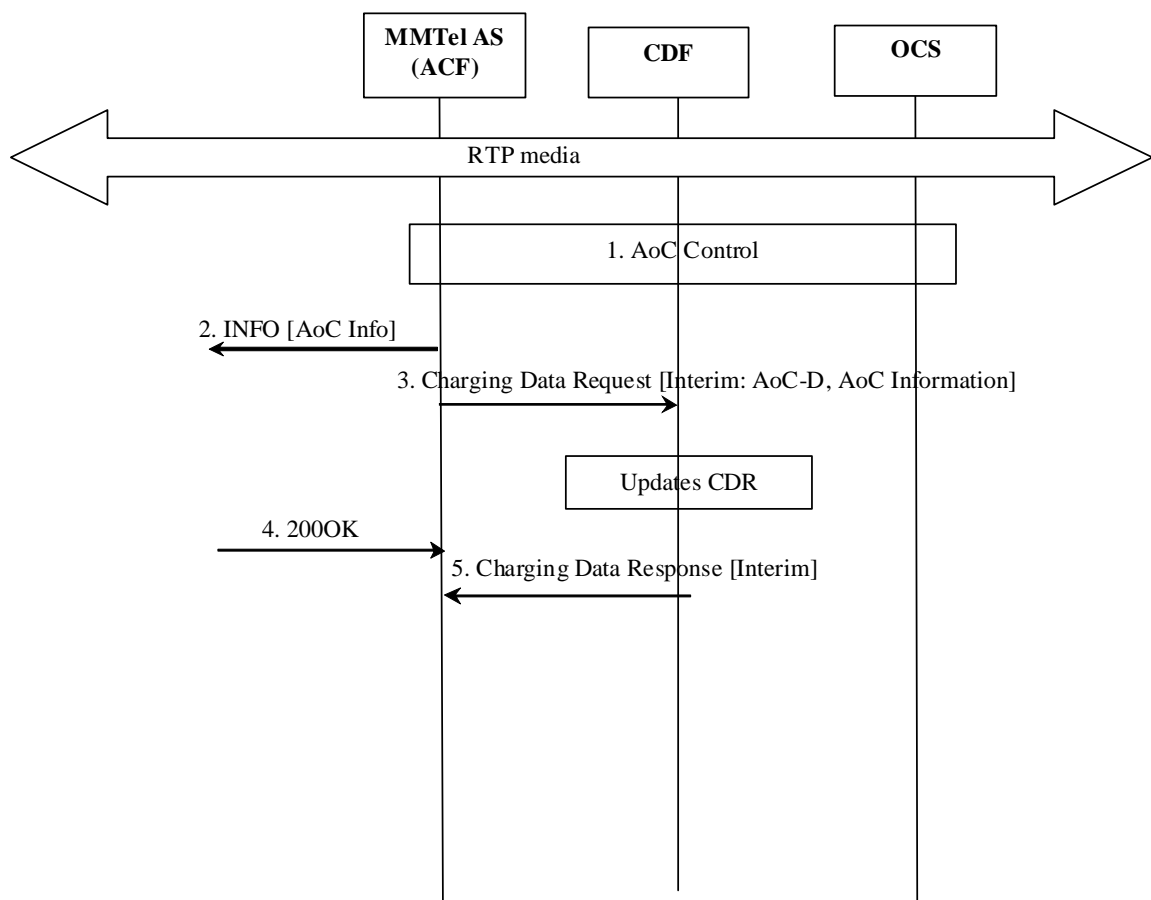 MMTel AS
(ACF)
CDF
OCS
RTP media
1. AoC Control
2. INFO [AoC Info]
3. Charging Data Request [Interim: AoC-D, AoC Information]
Updates CDR
4. 200OK
5. Charging Data Response [Interim]